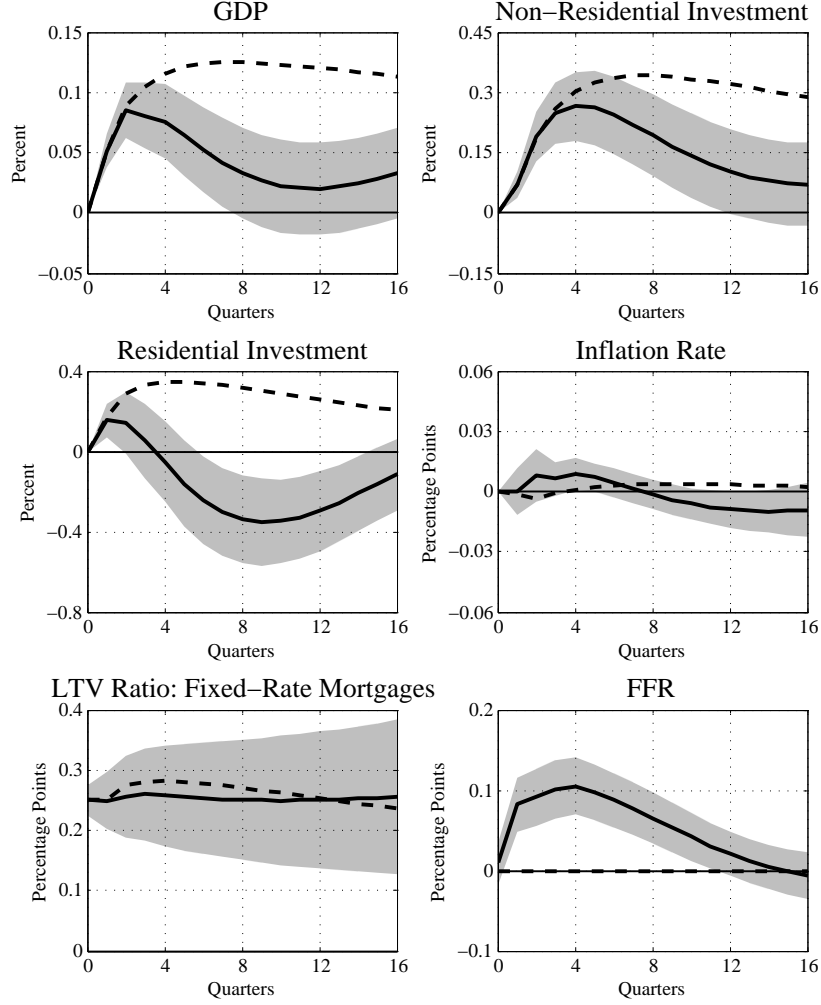 GDP
Non−Residential Investment
0.15
0.1
0.05
0
−0.05
Percent
0 4 8 12 16
Quarters
0.45
0.3
0.15
0
−0.15
Percent
0 4 8 12 16
Quarters
Residential Investment
Inflation Rate
0.4
0
−0.4
−0.8
Percent
0 4 8 12 16
Quarters
0.06
0.03
0
−0.03
−0.06
Percentage Points
0 4 8 12 16
Quarters
LTV Ratio: Fixed−Rate Mortgages
FFR
0.4
0.3
0.2
0.1
0
Percentage Points
0 4 8 12 16
Quarters
0.2
0.1
0
−0.1
Percentage Points
0 4 8 12 16
Quarters